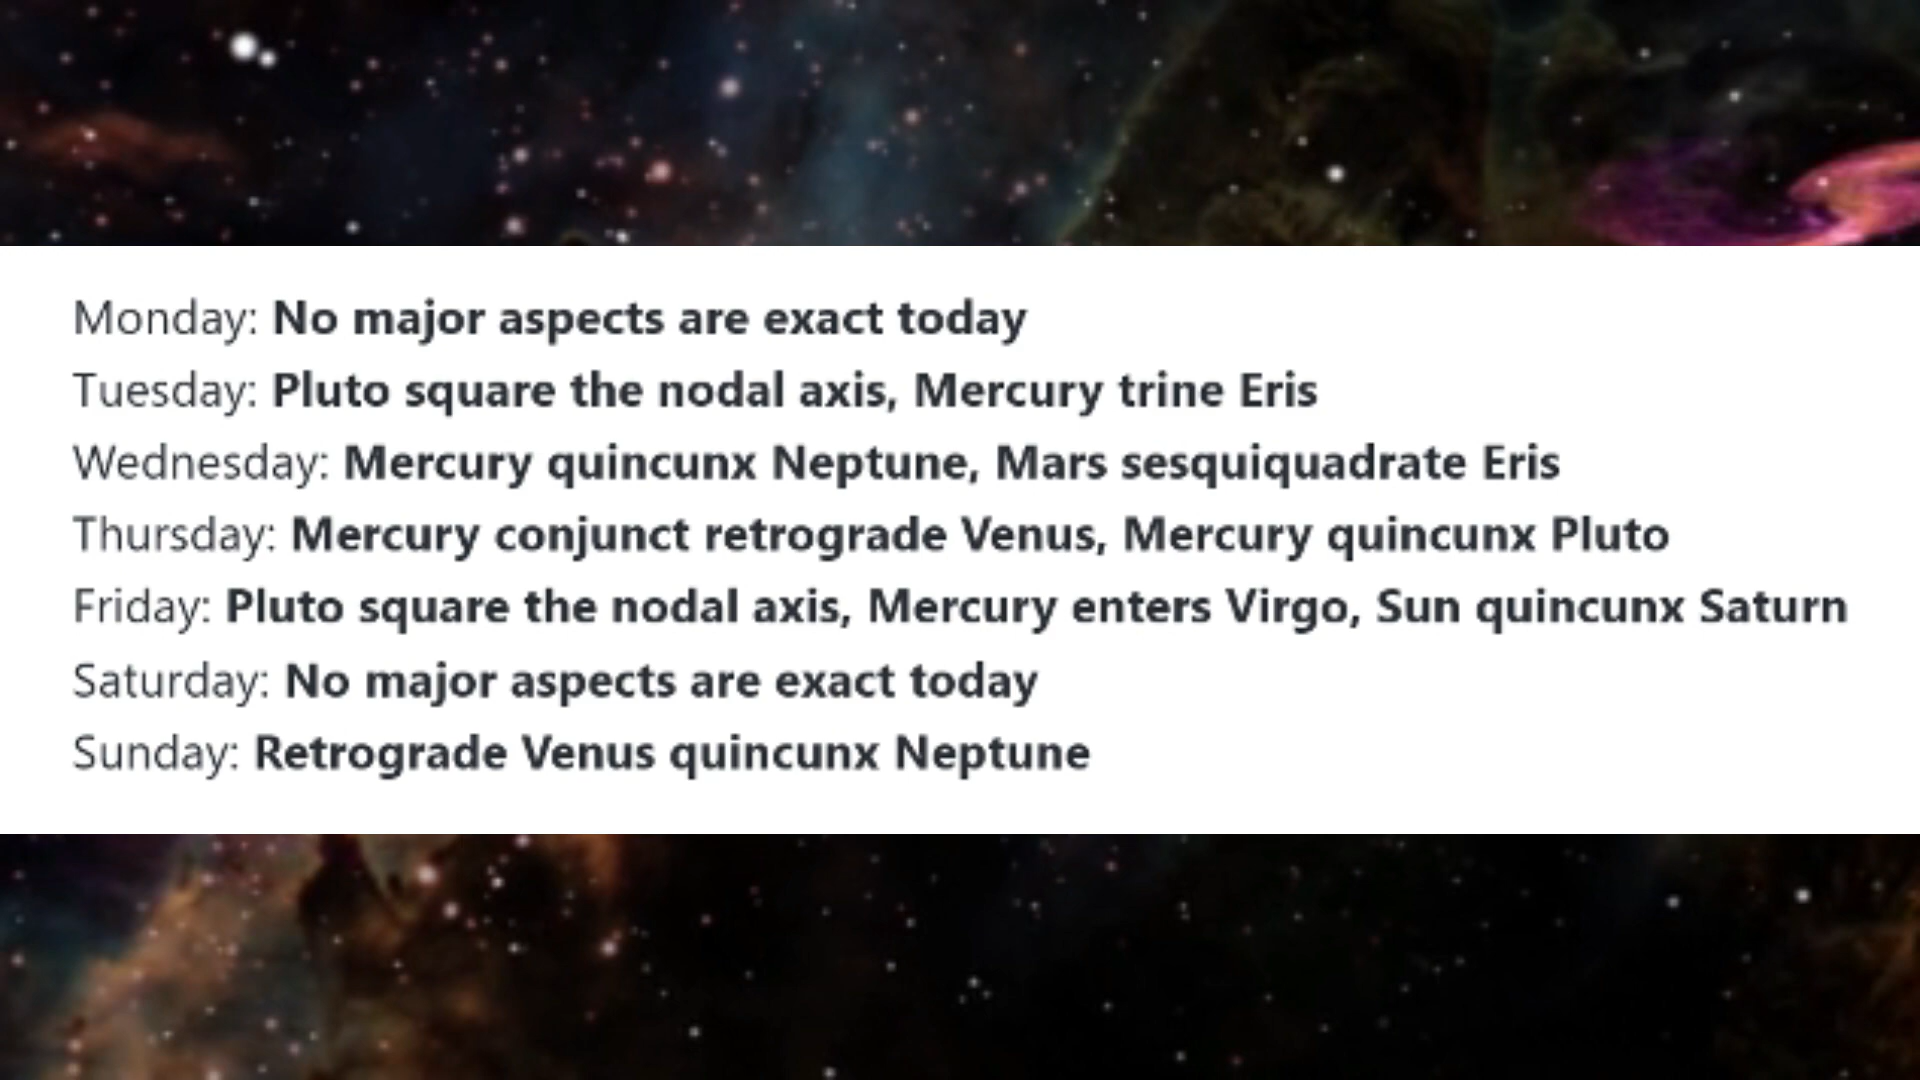 Monday: No major aspects are exact today
Tuesday: Pluto square the nodal axis, Mercury trine Eris
Wednesday: Mercury quincunx Neptune, Mars sesquiquadrate Eris
Thursday: Mercury conjunct retrograde Venus, Mercury quincunx Pluto
Friday: Pluto square the nodal axis, Mercury enters Virgo, Sun quincunx Saturn
Saturday: No major aspects are exact today
Sunday: Retrograde Venus quincunx Neptune